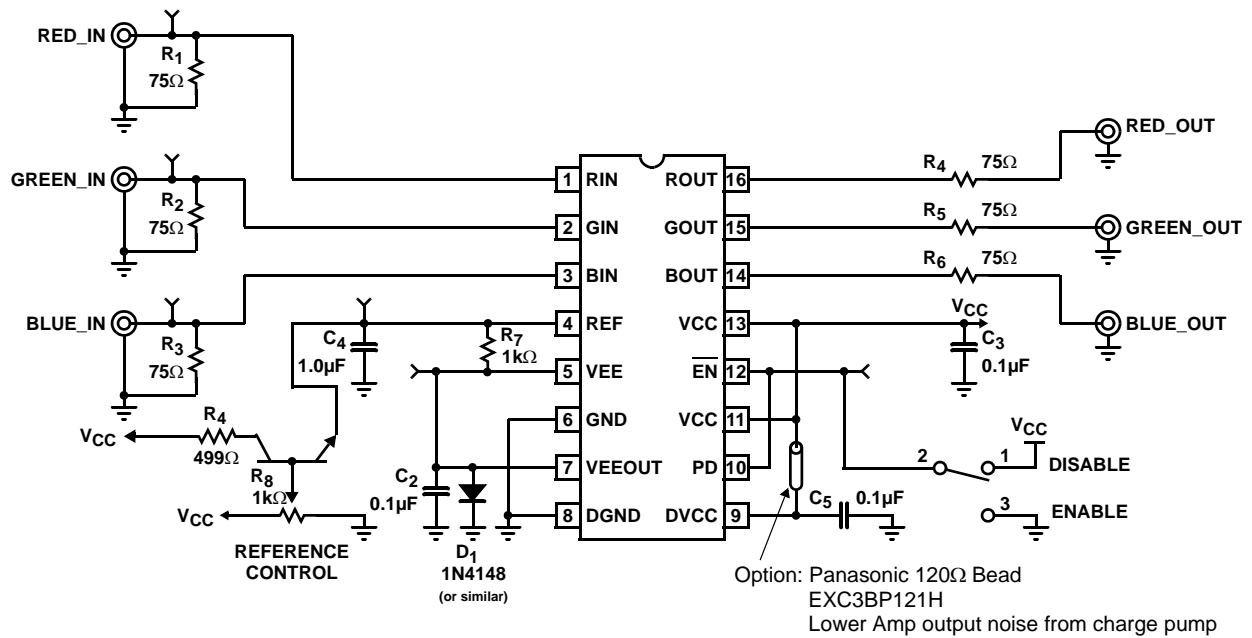 RED_IN
R1
75Ω
GREEN_IN
R2
75Ω
BLUE_IN
R3
75Ω
VCC
R4
499Ω
R8
1kΩ
VCC
REFERENCE
CONTROL
C4
1.0µF
R7
1kΩ
C2
0.1µF
D1
1N4148
(or similar)
1 RIN
2 GIN
3 BIN
4 REF
5 VEE
6 GND
7 VEEOUT
8 DGND
ROUT 16
GOUT 15
BOUT 14
VCC 13
EN 12
VCC 11
PD 10
DVCC 9
R4 75Ω
RED_OUT
R5 75Ω
GREEN_OUT
R6 75Ω
BLUE_OUT
VCC
C3
0.1µF
VCC
2 1
DISABLE
3
ENABLE
C5 0.1µF
Option: Panasonic 120Ω Bead
EXC3BP121H
Lower Amp output noise from charge pump